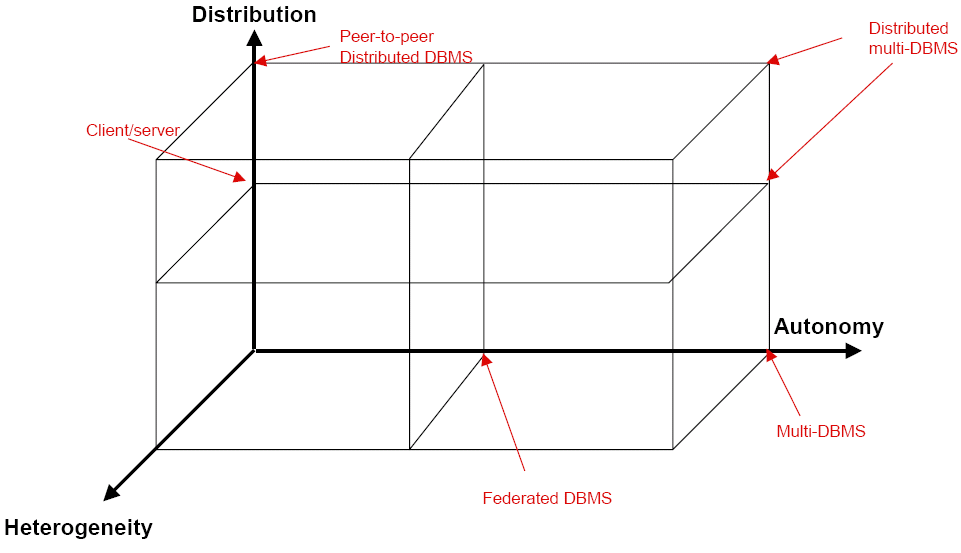 Distribution
Peer-to-peer
Distributed DBMS
Distributed
multi-DBMS
Client/server
Autonomy
Multi-DBMS
Federated DBMS
Heterogeneity